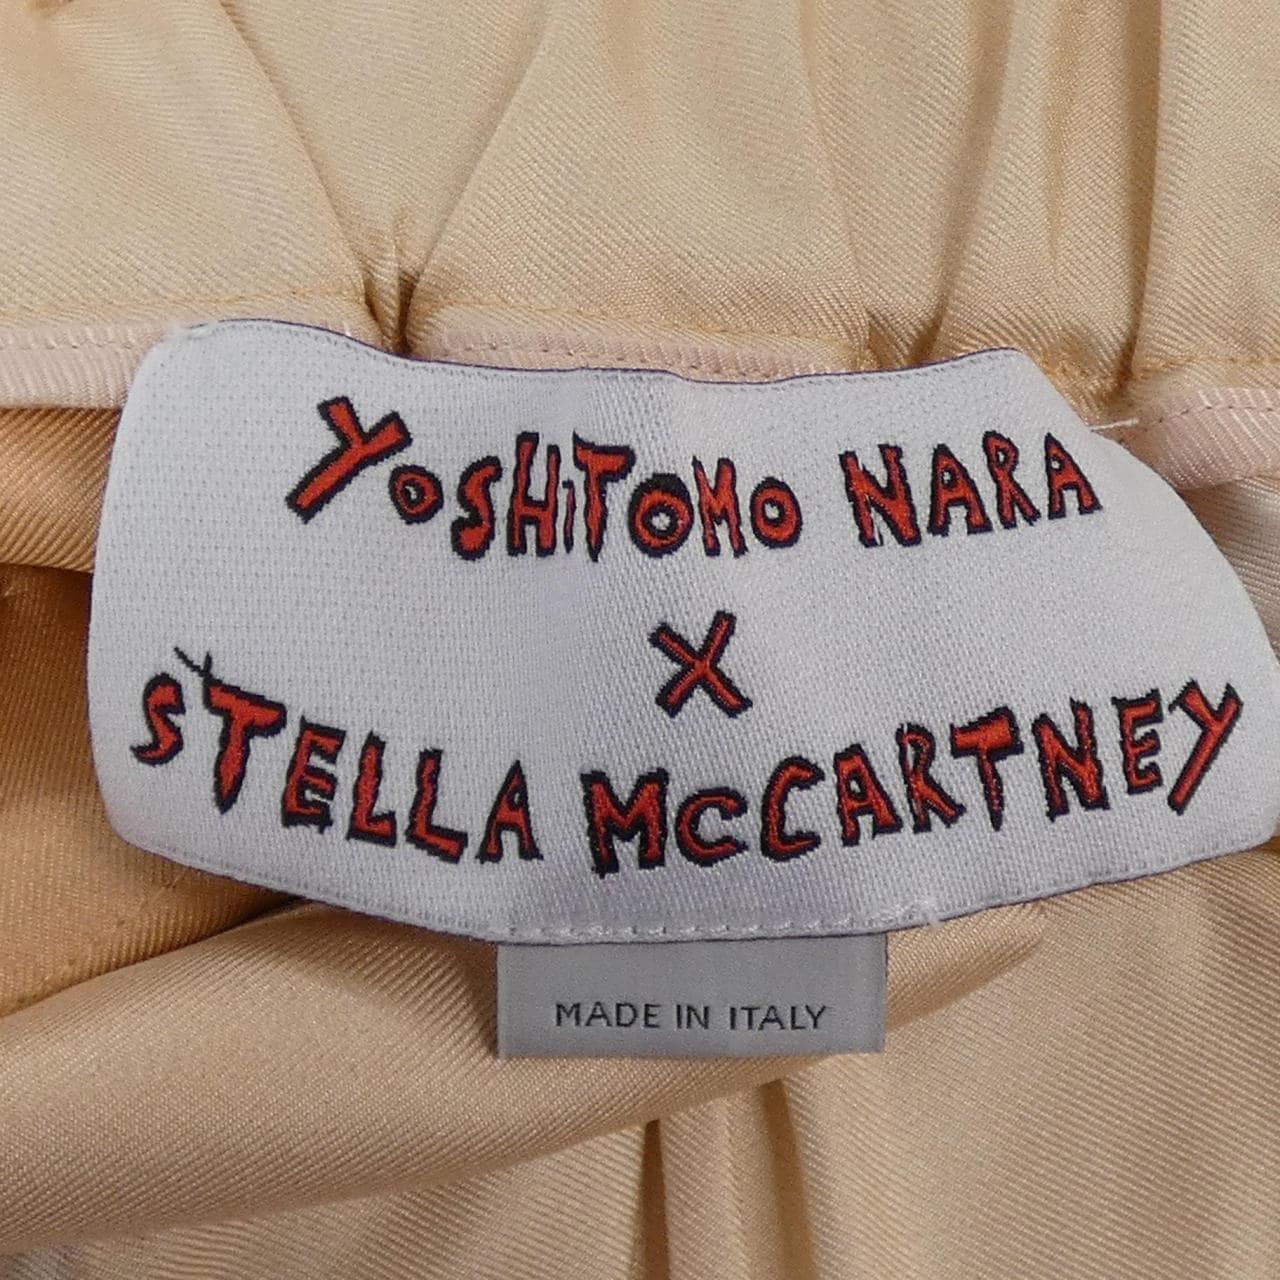 YoSHiTOMO NARA
X
STELLA McCARTNEY
MADE IN ITALY